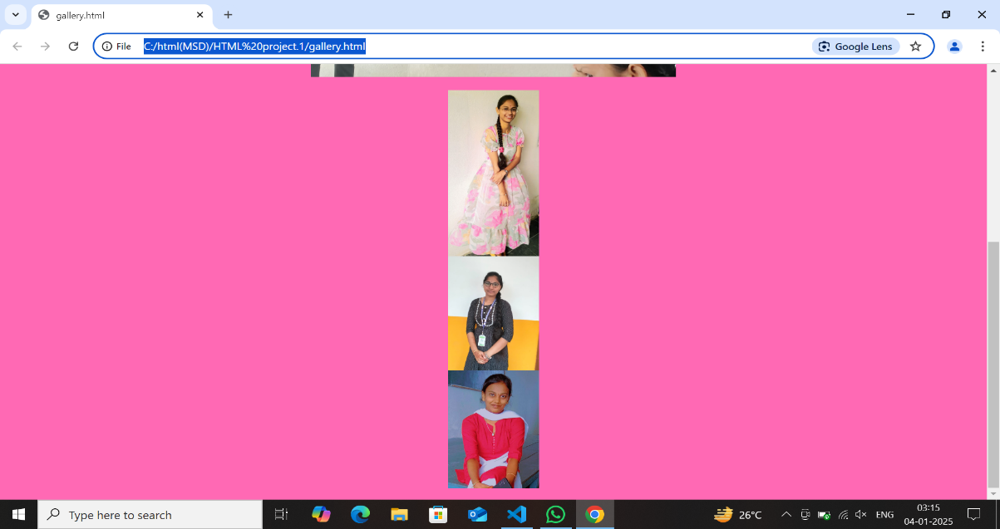 gallery.html
File
C:/html(MSD)/HTML%20project.1/gallery.html
Google Lens
Type here to search
26°C
ENG
03:15
04-01-2025